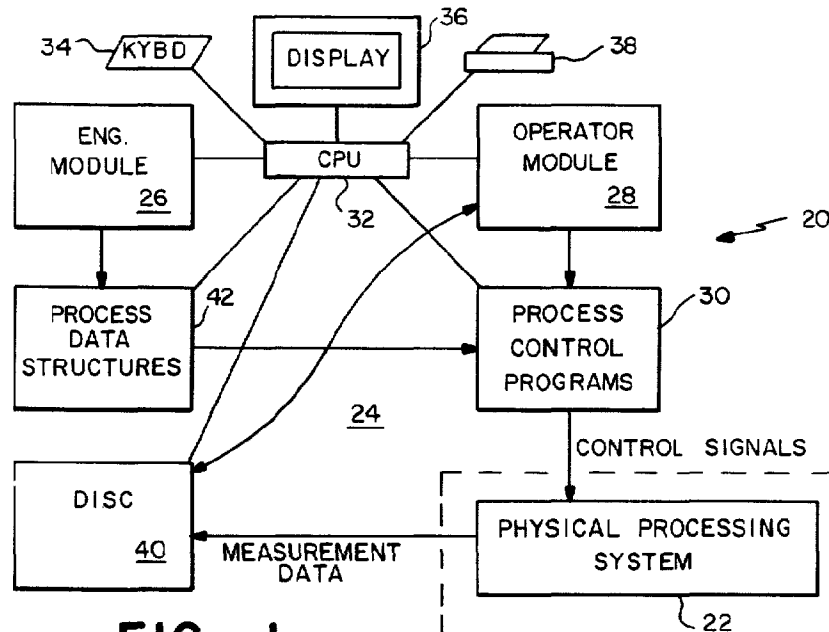 34
KYBD
36
DISPLAY
38
ENG.
MODULE
26
CPU
32
OPERATOR
MODULE
28
20
PROCESS
DATA
STRUCTURES
42
PROCESS
CONTROL
PROGRAMS
30
24
CONTROL SIGNALS
DISC
40
MEASUREMENT
DATA
PHYSICAL PROCESSING
SYSTEM
22